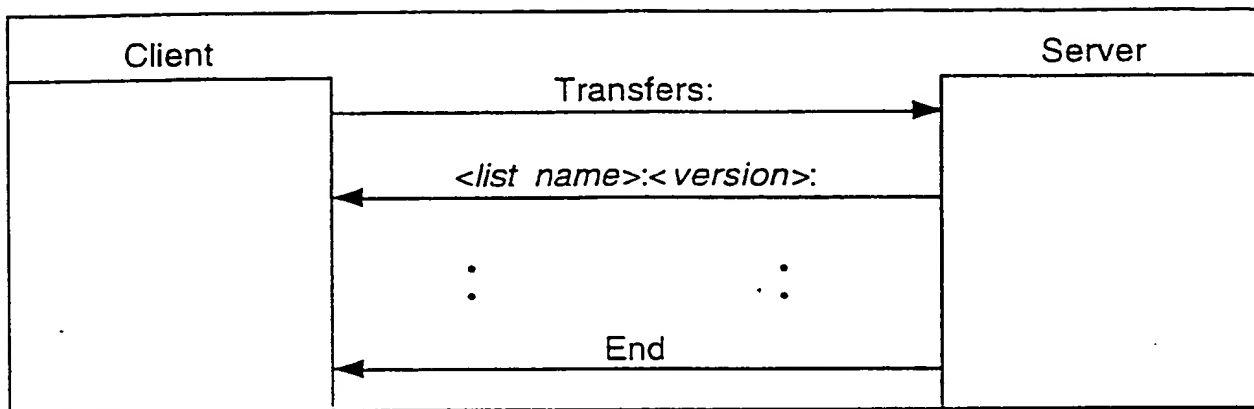 Client
Server
Transfers:
<list name>:<version>:
: :
End